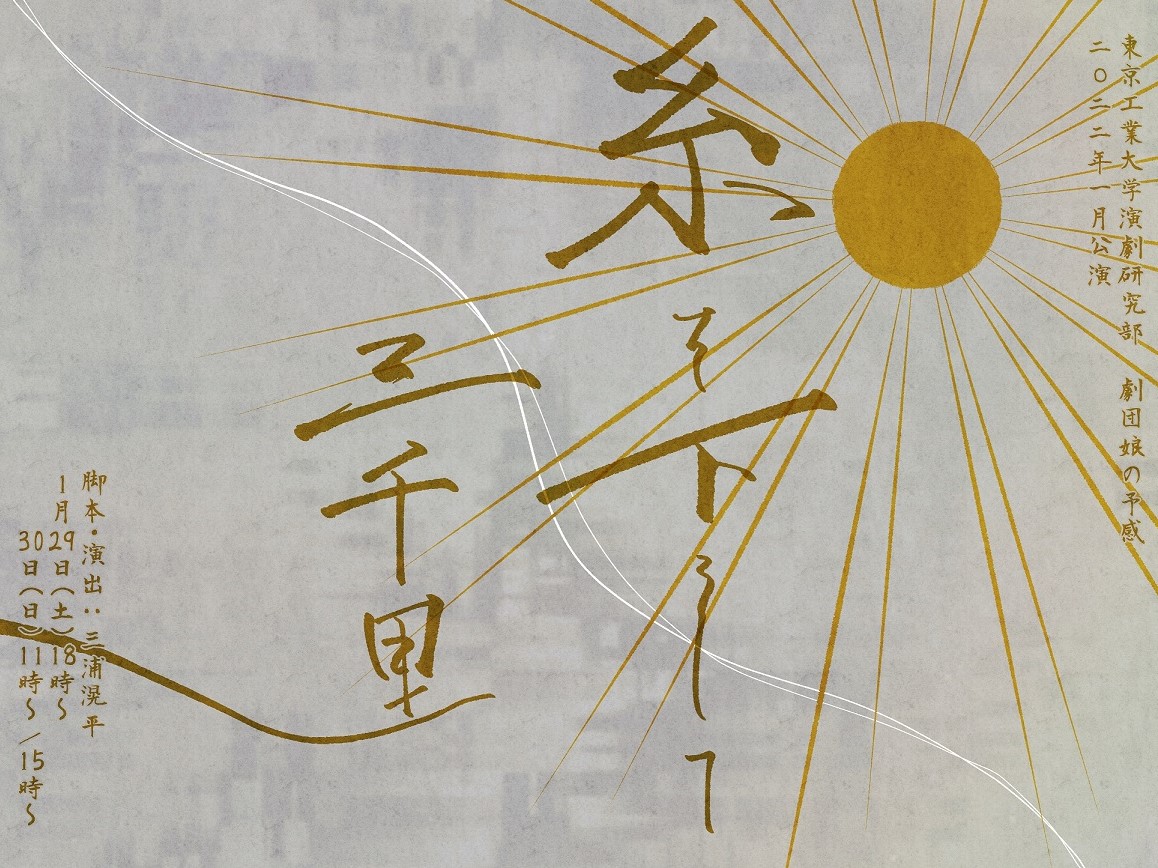 東京工業大学演劇研究部　劇団娘の予感
二〇二二年一月公演
糸を下ろして
三千里
脚本・演出：三浦滉平
1月29日（土）18時〜
30日（日）11時〜／15時〜